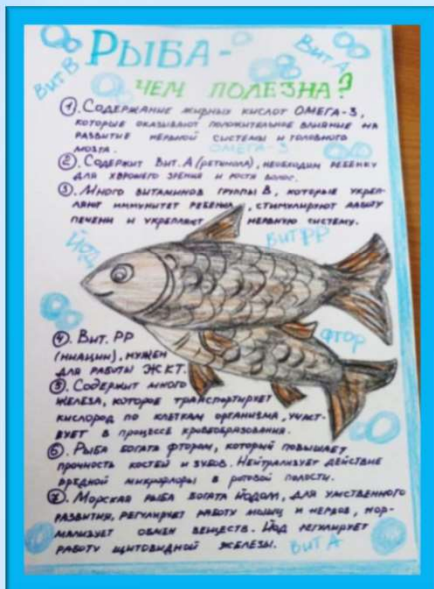 Вит В
Рыба -
Вит А
чем полезна?
①. Содержание жирных кислот ОМЕГА-3,
которые оказывают положительное влияние на
развитие нервной системы и головного
мозга.
ОМЕГА-3
②. Содержит Вит. А (ретинола), необходим ребенку
для хорошего зрения и роста волос.
③. Много витаминов группы В, которые укреп-
ляют иммунитет ребенка, стимулируют работу
печени и укрепляют нервную систему.
Йод
Вит РР
фтор
④. Вит. РР
(ниацин), нужен
для работы ЖКТ.
⑤. Содержит много
железа, которое транспортирует
кислород по клеткам организма, участ-
вует в процессе кроветворения.
⑥. Рыба богата фтором, который повышает
прочность костей и зубов. Нейтрализует действие
вредной микрофлоры в ротовой полости.
⑦. Морская рыба богата йодом, для умственного
развития, регулирует работу мышц и нервов, нор-
мализует обмен веществ. Йод регулирует
работу щитовидной железы.
Вит А